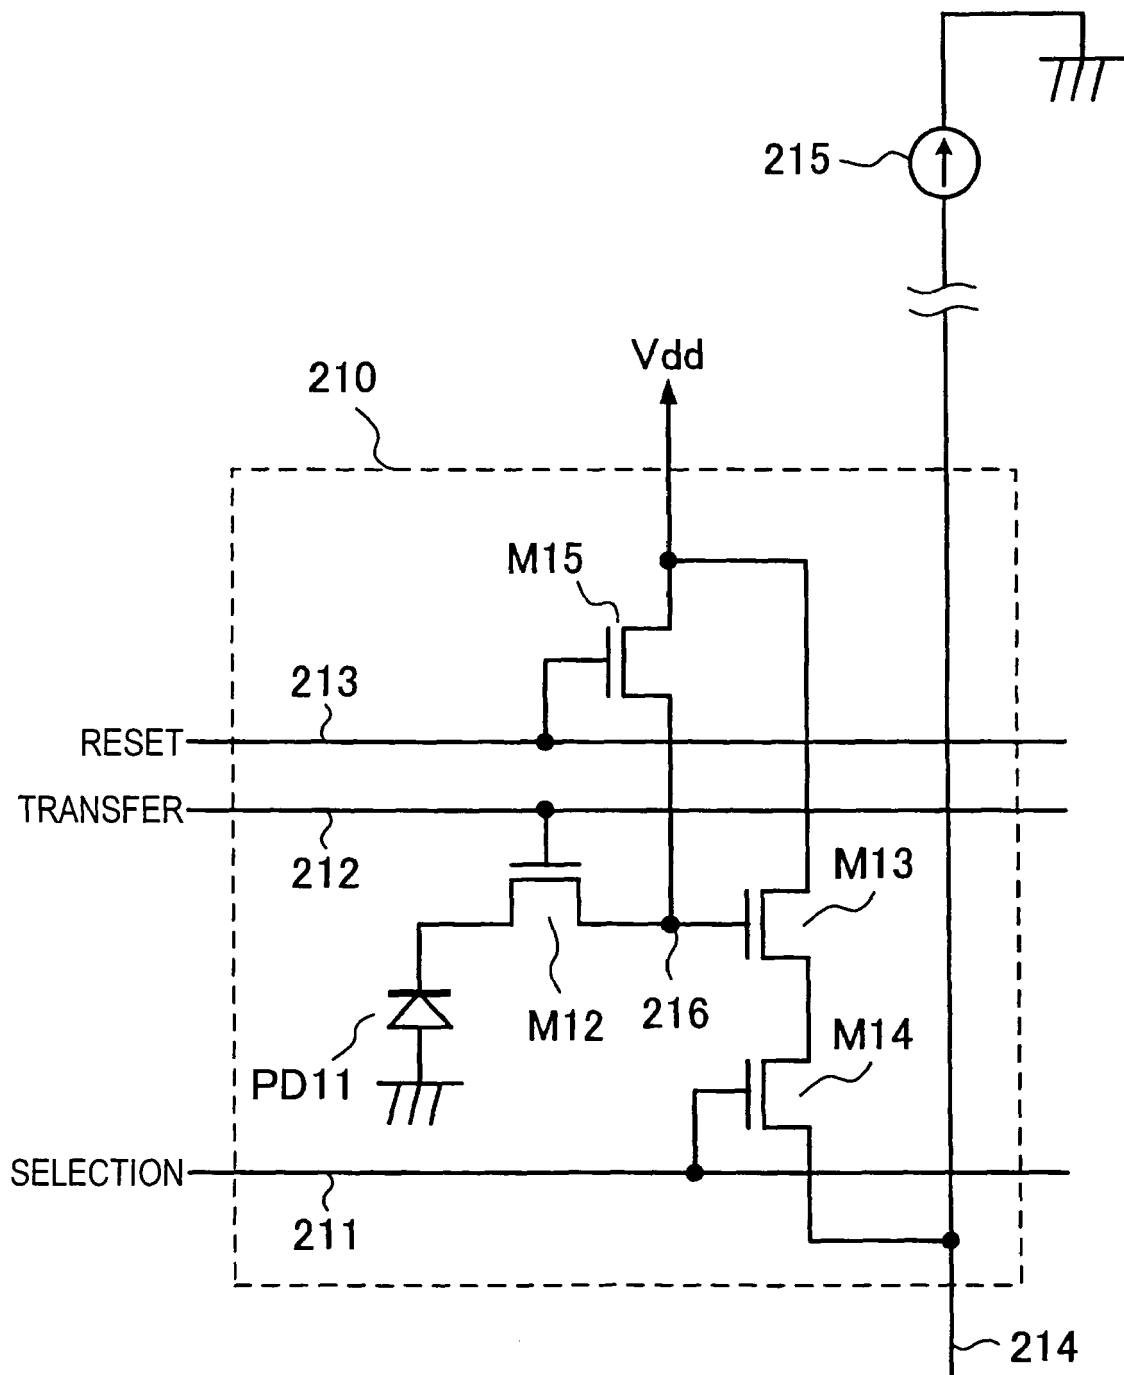 215
Vdd
210
M15
213
RESET
TRANSFER
212
M13
M12
216
M14
PD11
SELECTION
211
214